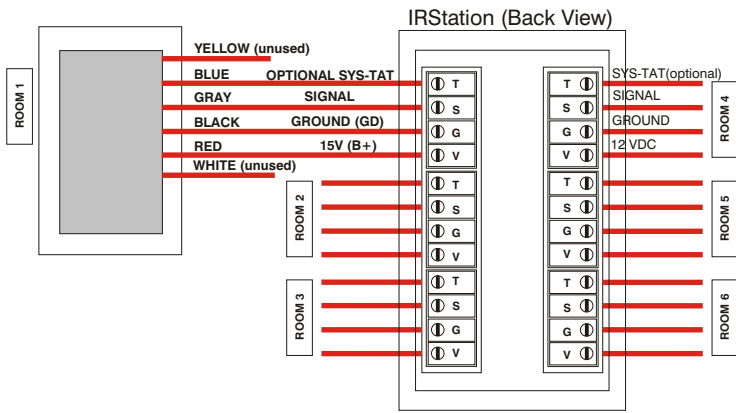 IRStation (Back View)
YELLOW (unused)
BLUE OPTIONAL SYS-TAT
GRAY SIGNAL
BLACK GROUND (GD)
RED 15V (B+)
WHITE (unused)
ROOM 1
ROOM 2
ROOM 3
T
S
G
V
T
S
G
V
T
S
G
V
T
S
G
V
T
S
G
V
T
S
G
V
SYS-TAT(optional)
SIGNAL
GROUND
12 VDC
ROOM 4
ROOM 5
ROOM 6